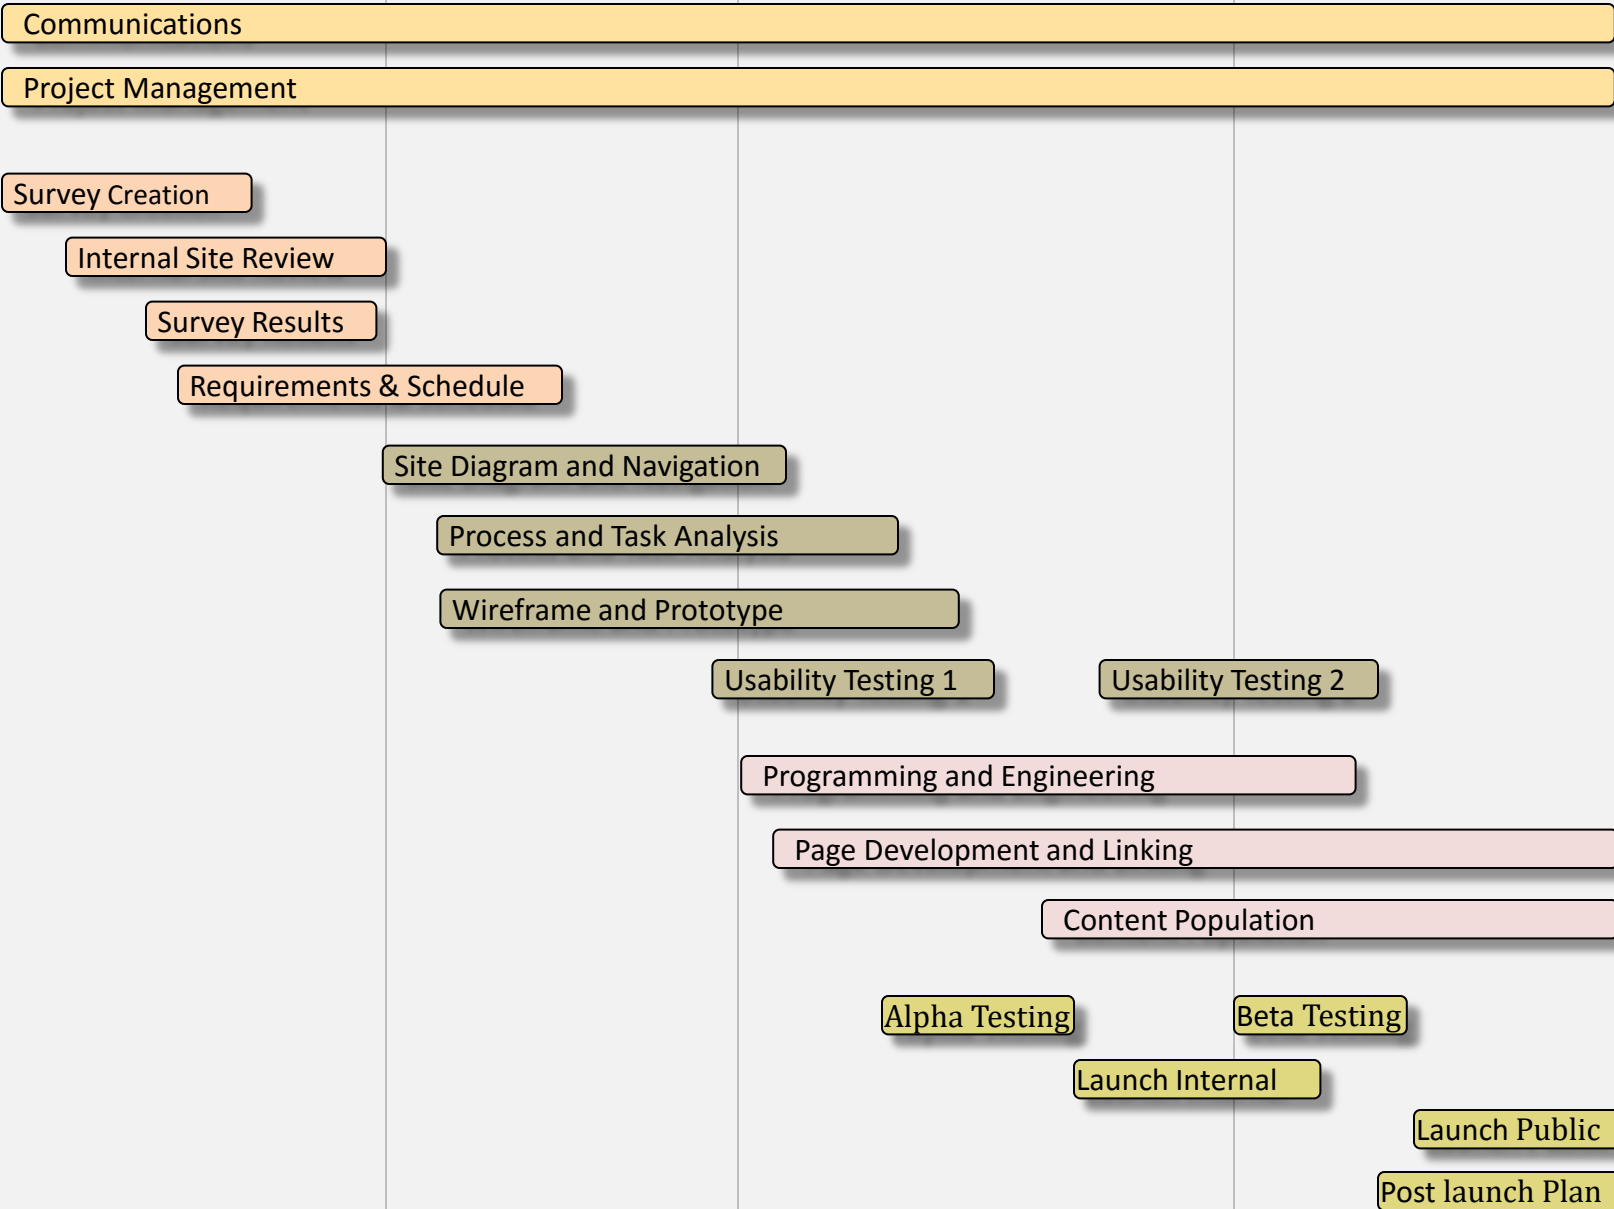 Communications
Project Management
Survey Creation
Internal Site Review
Survey Results
Requirements & Schedule
Site Diagram and Navigation
Process and Task Analysis
Wireframe and Prototype
Usability Testing 1
Usability Testing 2
Programming and Engineering
Page Development and Linking
Content Population
Alpha Testing
Beta Testing
Launch Internal
Launch Public
Post launch Plan